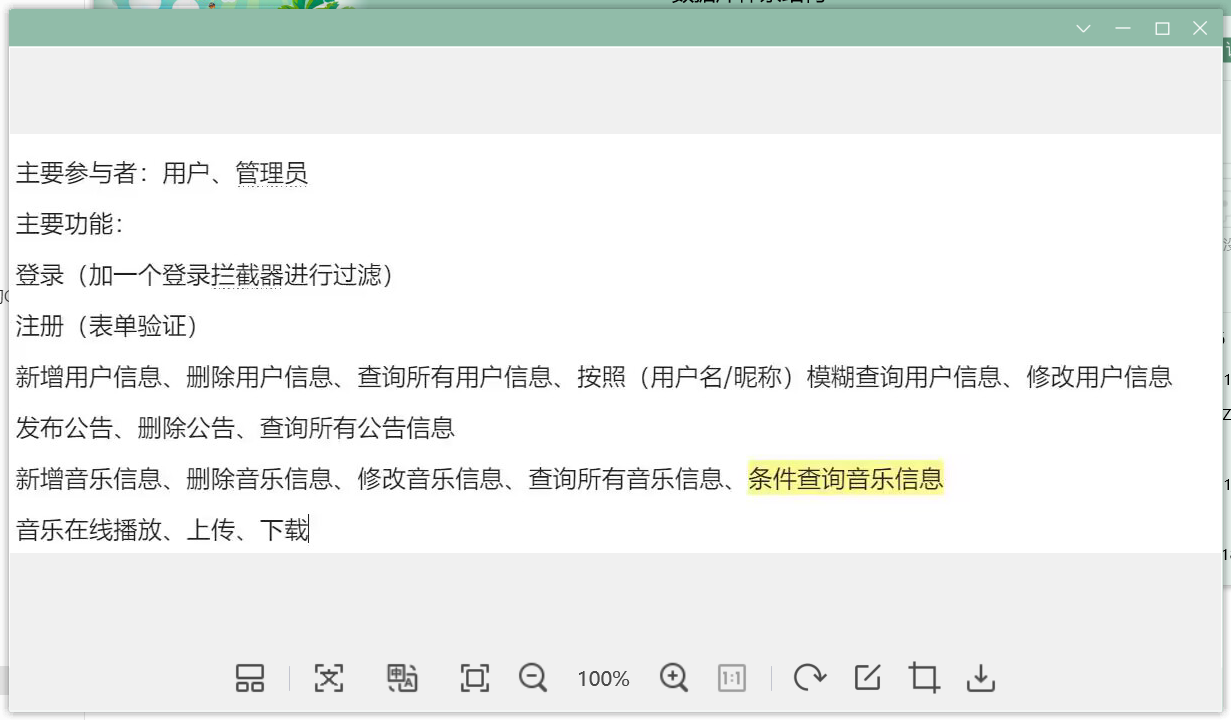 主要参与者：用户、管理员
主要功能：
登录（加一个登录拦截器进行过滤）
注册（表单验证）
新增用户信息、删除用户信息、查询所有用户信息、按照（用户名/昵称）模糊查询用户信息、修改用户信息
发布公告、删除公告、查询所有公告信息
新增音乐信息、删除音乐信息、修改音乐信息、查询所有音乐信息、条件查询音乐信息
音乐在线播放、上传、下载
100%
1:1